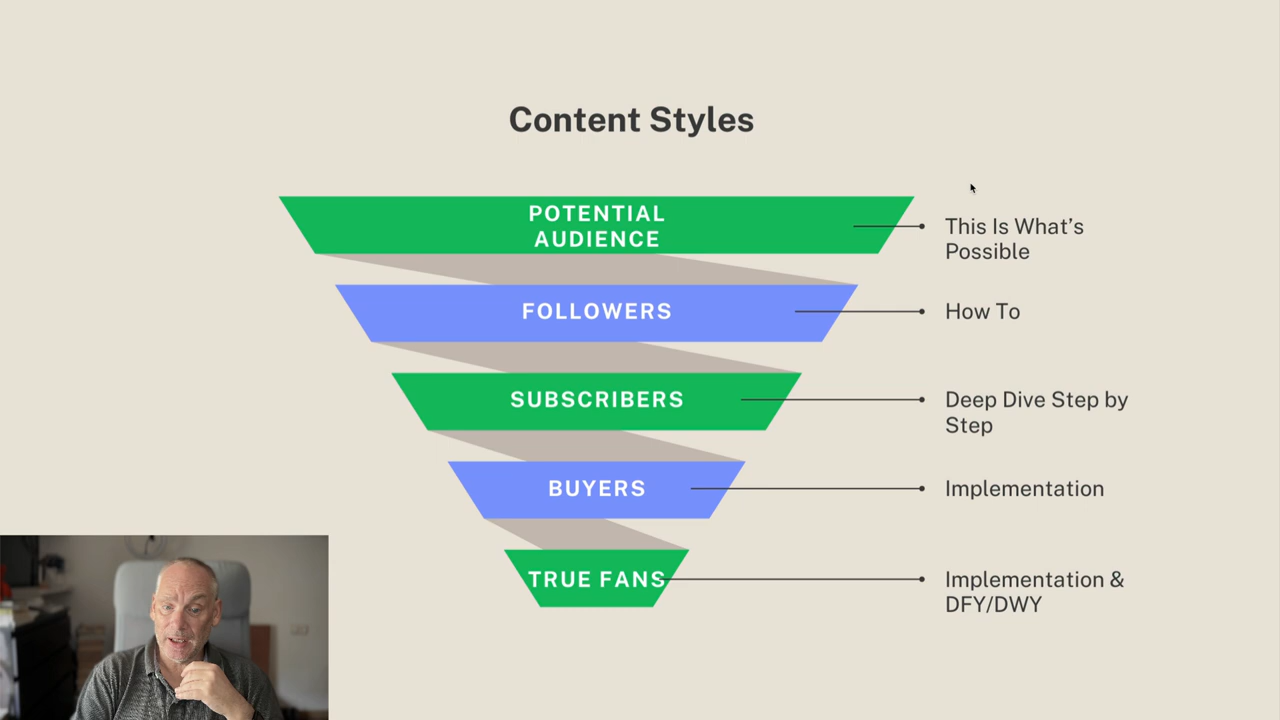 Content Styles
POTENTIAL
AUDIENCE
This Is What's
Possible
FOLLOWERS
How To
SUBSCRIBERS
Deep Dive Step by
Step
BUYERS
Implementation
TRUE FANS
Implementation &
DFY/DWY